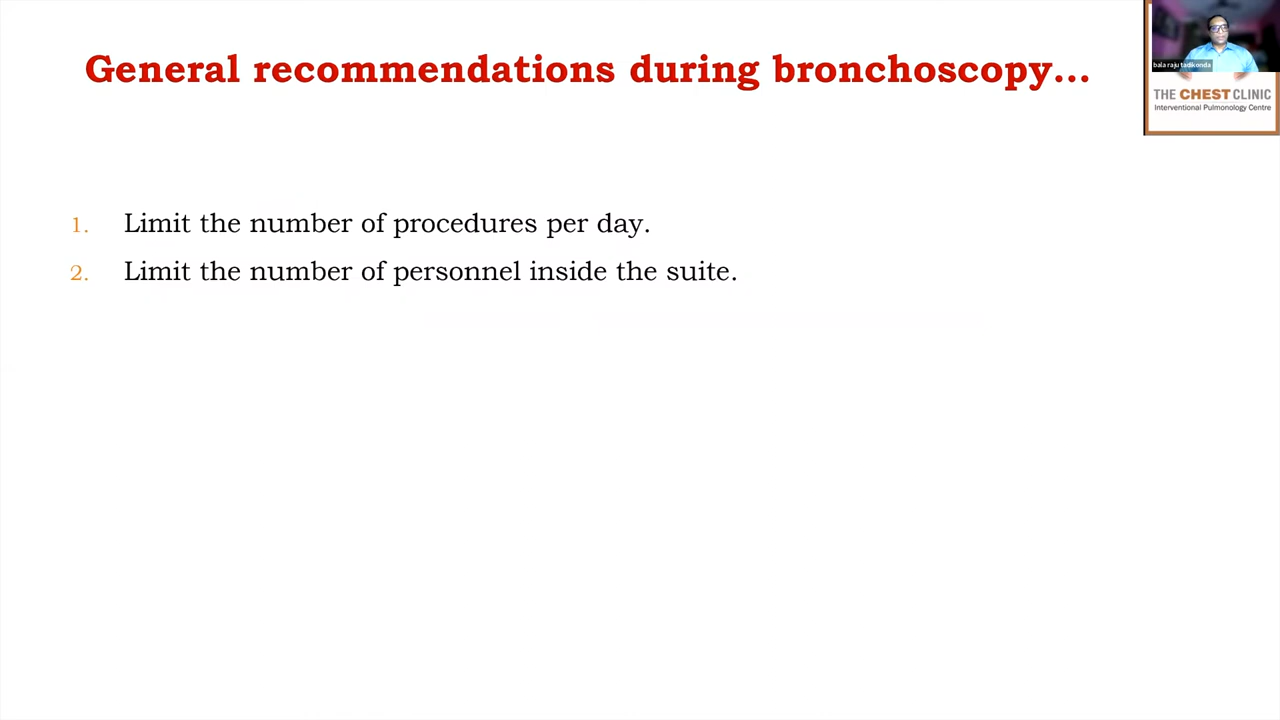 General recommendations during bronchoscopy...
bala raju tadikonda
THE CHEST CLINIC
Interventional Pulmonology Centre
1. Limit the number of procedures per day.
2. Limit the number of personnel inside the suite.